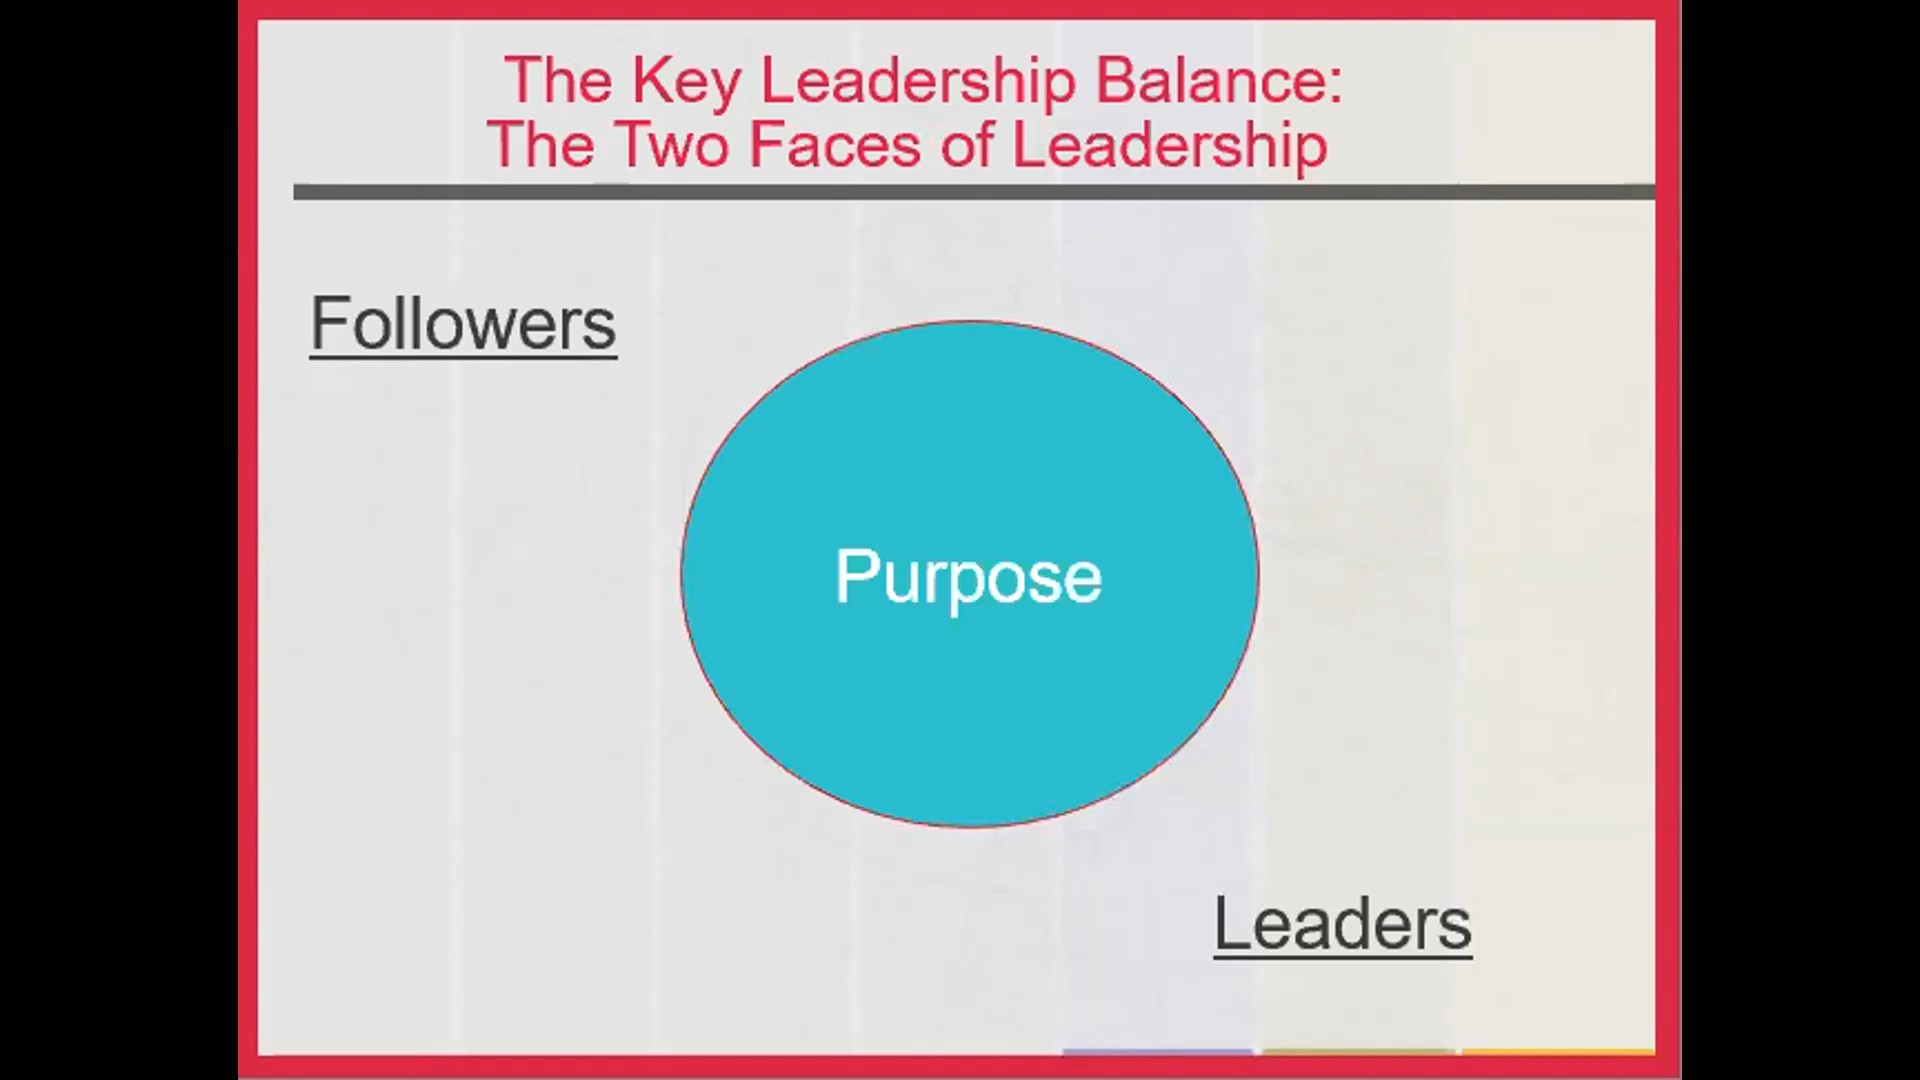 The Key Leadership Balance:
The Two Faces of Leadership
Followers
Purpose
Leaders